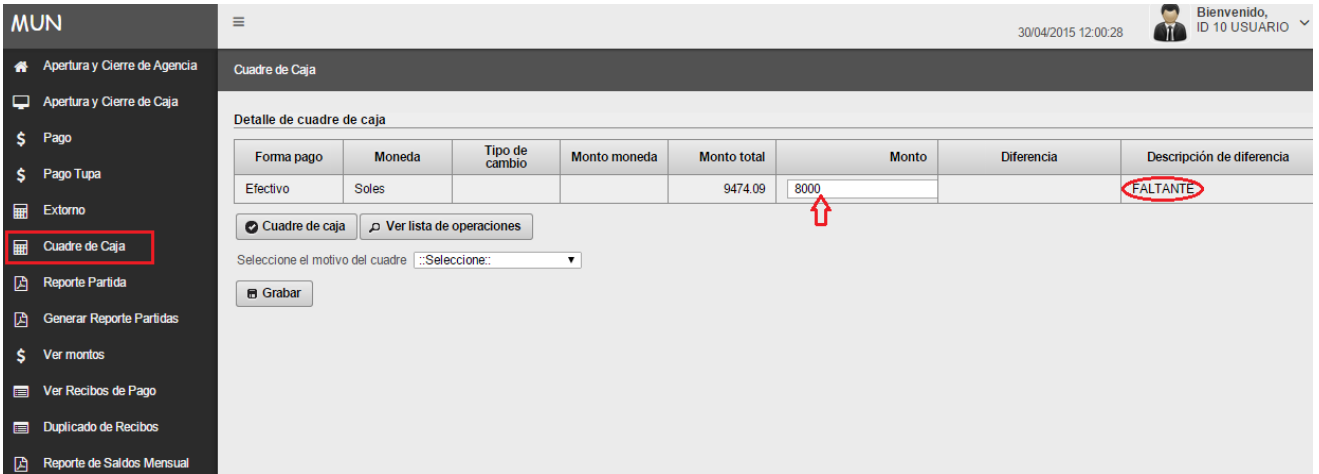 MUN
30/04/2015 12:00:28
Bienvenido,
ID 10 USUARIO
Apertura y Cierre de Agencia
Apertura y Cierre de Caja
Pago
Pago Tupa
Extorno
Cuadre de Caja
Reporte Partida
Generar Reporte Partidas
Ver montos
Ver Recibos de Pago
Duplicado de Recibos
Reporte de Saldos Mensual
Cuadre de Caja
Detalle de cuadre de caja
Forma pago Moneda Tipo de cambio Monto moneda Monto total Monto Diferencia Descripción de diferencia
Efectivo Soles 9474.09 8000 FALTANTE
Cuadre de caja Ver lista de operaciones
Seleccione el motivo del cuadre ::Seleccione::
Grabar